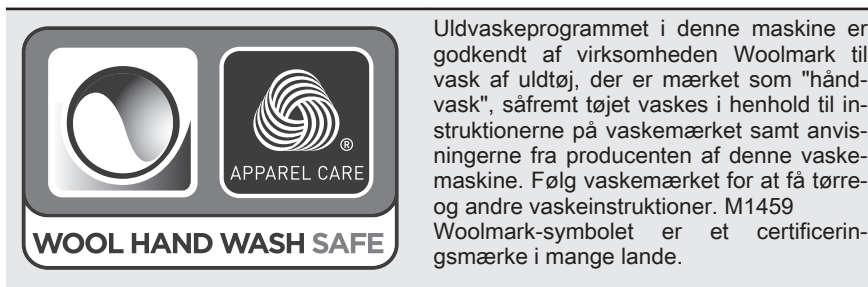 APPAREL CARE
®
WOOL HAND WASH SAFE
Uldvaskeprogrammet i denne maskine er
godkendt af virksomheden Woolmark til
vask af uldtøj, der er mærket som "hånd-
vask", såfremt tøjet vaskes i henhold til in-
struktionerne på vaskemærket samt anvis-
ningerne fra producenten af denne vaske-
maskine. Følg vaskemærket for at få tørre-
og andre vaskeinstruktioner. M1459
Woolmark-symbolet er et certificerin-
gsmærke i mange lande.